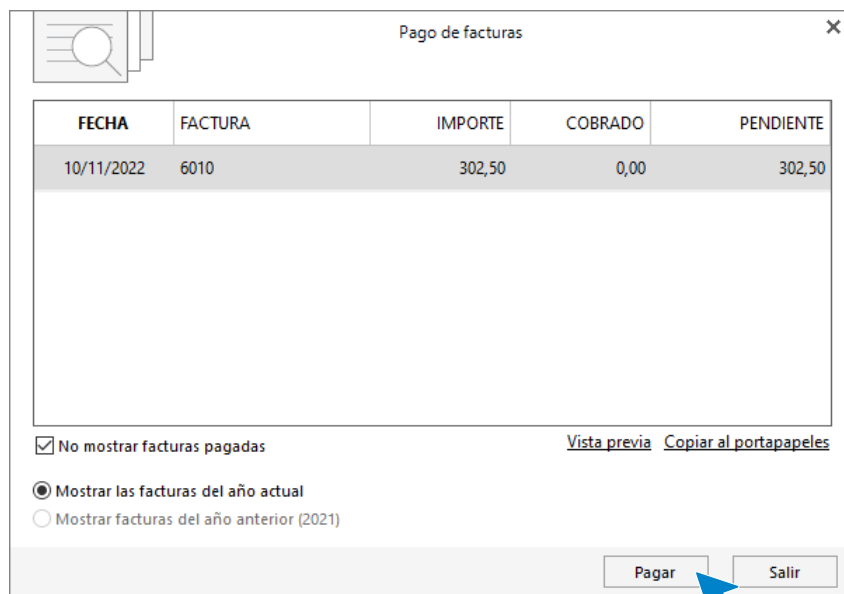 Pago de facturas
FECHA FACTURA IMPORTE COBRADO PENDIENTE
10/11/2022 6010 302,50 0,00 302,50
No mostrar facturas pagadas Vista previa Copiar al portapapeles
Mostrar las facturas del año actual
Mostrar facturas del año anterior (2021)
Pagar Salir